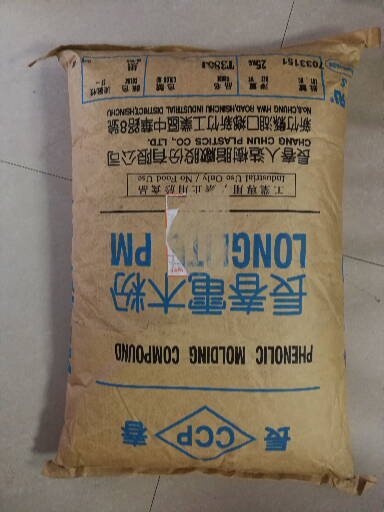 長 CCP 春
PHENOLIC MOLDING COMPOUND
長春電木粉
PM
工業專用 禁止用於食品
Industrial Use Only / No Food Use
長春人造樹脂廠股份有限公司
CHANG CHUN PLASTICS CO., LTD.
新竹縣湖口鄉新竹工業區中華路8號
No.8,CHUNG HWA ROAD,HSINCHU INDUSTRIAL DISTRICT,HSINCHU
T380J
25KG
7033151